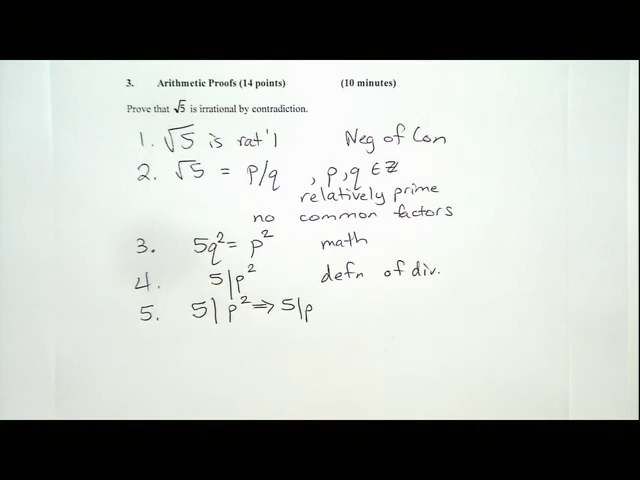 3. Arithmetic Proofs (14 points) (10 minutes)
Prove that √5 is irrational by contradiction.
1. √5 is rat'l Neg of Con
2. √5 = p/q , p,q ∈ ℤ
relatively prime
no common factors
3. 5q² = p² math
4. 5|p² defn of div.
5. 5|p² ⇒ 5|p